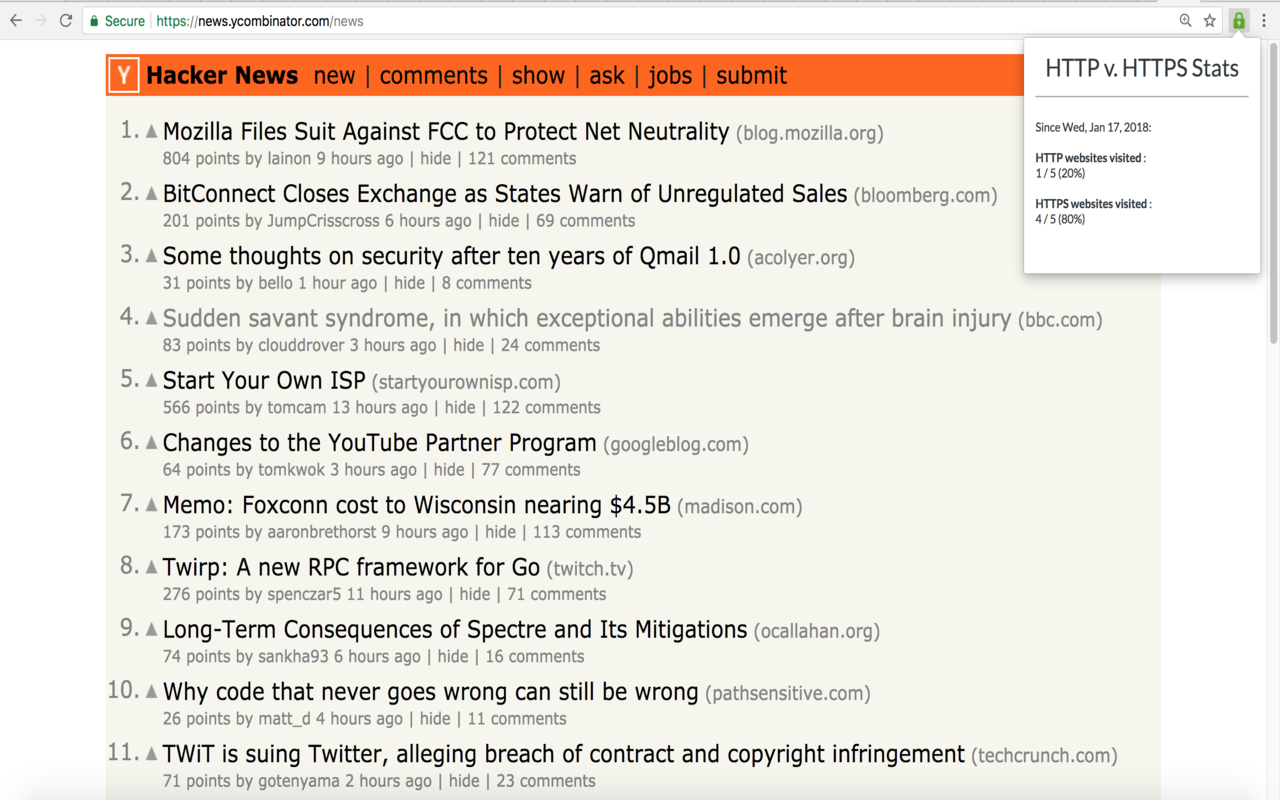 Secure https://news.ycombinator.com/news
Y Hacker News new | comments | show | ask | jobs | submit
HTTP v. HTTPS Stats
Since Wed, Jan 17, 2018:
HTTP websites visited :
1 / 5 (20%)
HTTPS websites visited :
4 / 5 (80%)
1. Mozilla Files Suit Against FCC to Protect Net Neutrality (blog.mozilla.org)
804 points by lainon 9 hours ago | hide | 121 comments
2. BitConnect Closes Exchange as States Warn of Unregulated Sales (bloomberg.com)
201 points by JumpCrisscross 6 hours ago | hide | 69 comments
3. Some thoughts on security after ten years of Qmail 1.0 (acolyer.org)
31 points by bello 1 hour ago | hide | 8 comments
4. Sudden savant syndrome, in which exceptional abilities emerge after brain injury (bbc.com)
83 points by clouddrover 3 hours ago | hide | 24 comments
5. Start Your Own ISP (startyourownisp.com)
566 points by tomcam 13 hours ago | hide | 122 comments
6. Changes to the YouTube Partner Program (googleblog.com)
64 points by tomkwok 3 hours ago | hide | 77 comments
7. Memo: Foxconn cost to Wisconsin nearing $4.5B (madison.com)
173 points by aaronbrethorst 9 hours ago | hide | 113 comments
8. Twirp: A new RPC framework for Go (twitch.tv)
276 points by spenczar5 11 hours ago | hide | 71 comments
9. Long-Term Consequences of Spectre and Its Mitigations (ocallahan.org)
74 points by sankha93 6 hours ago | hide | 16 comments
10. Why code that never goes wrong can still be wrong (pathsensitive.com)
26 points by matt_d 4 hours ago | hide | 11 comments
11. TWiT is suing Twitter, alleging breach of contract and copyright infringement (techcrunch.com)
71 points by gotenyama 2 hours ago | hide | 23 comments